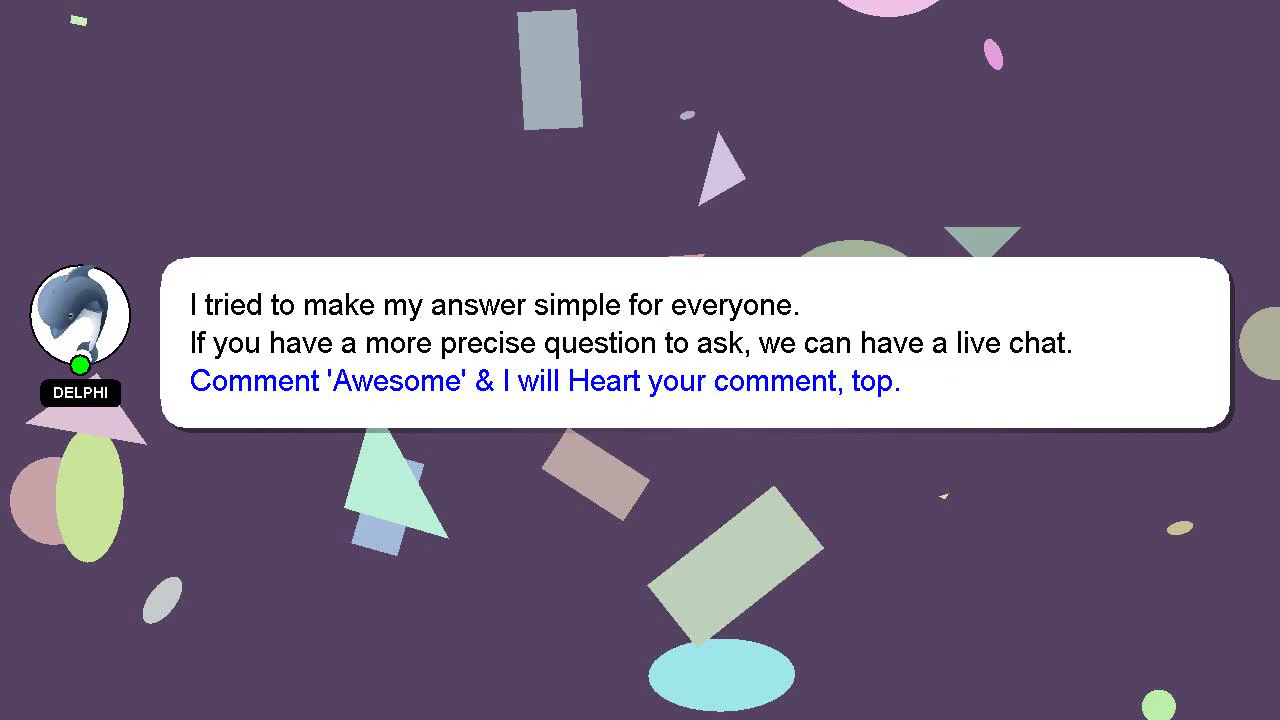 I tried to make my answer simple for everyone.
If you have a more precise question to ask, we can have a live chat.
Comment 'Awesome' & I will Heart your comment, top.
DELPHI